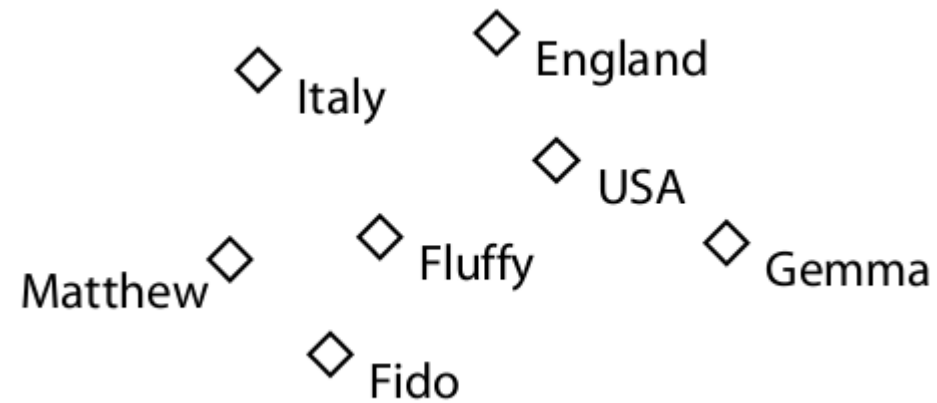 England
Italy
USA
Fluffy
Gemma
Matthew
Fido